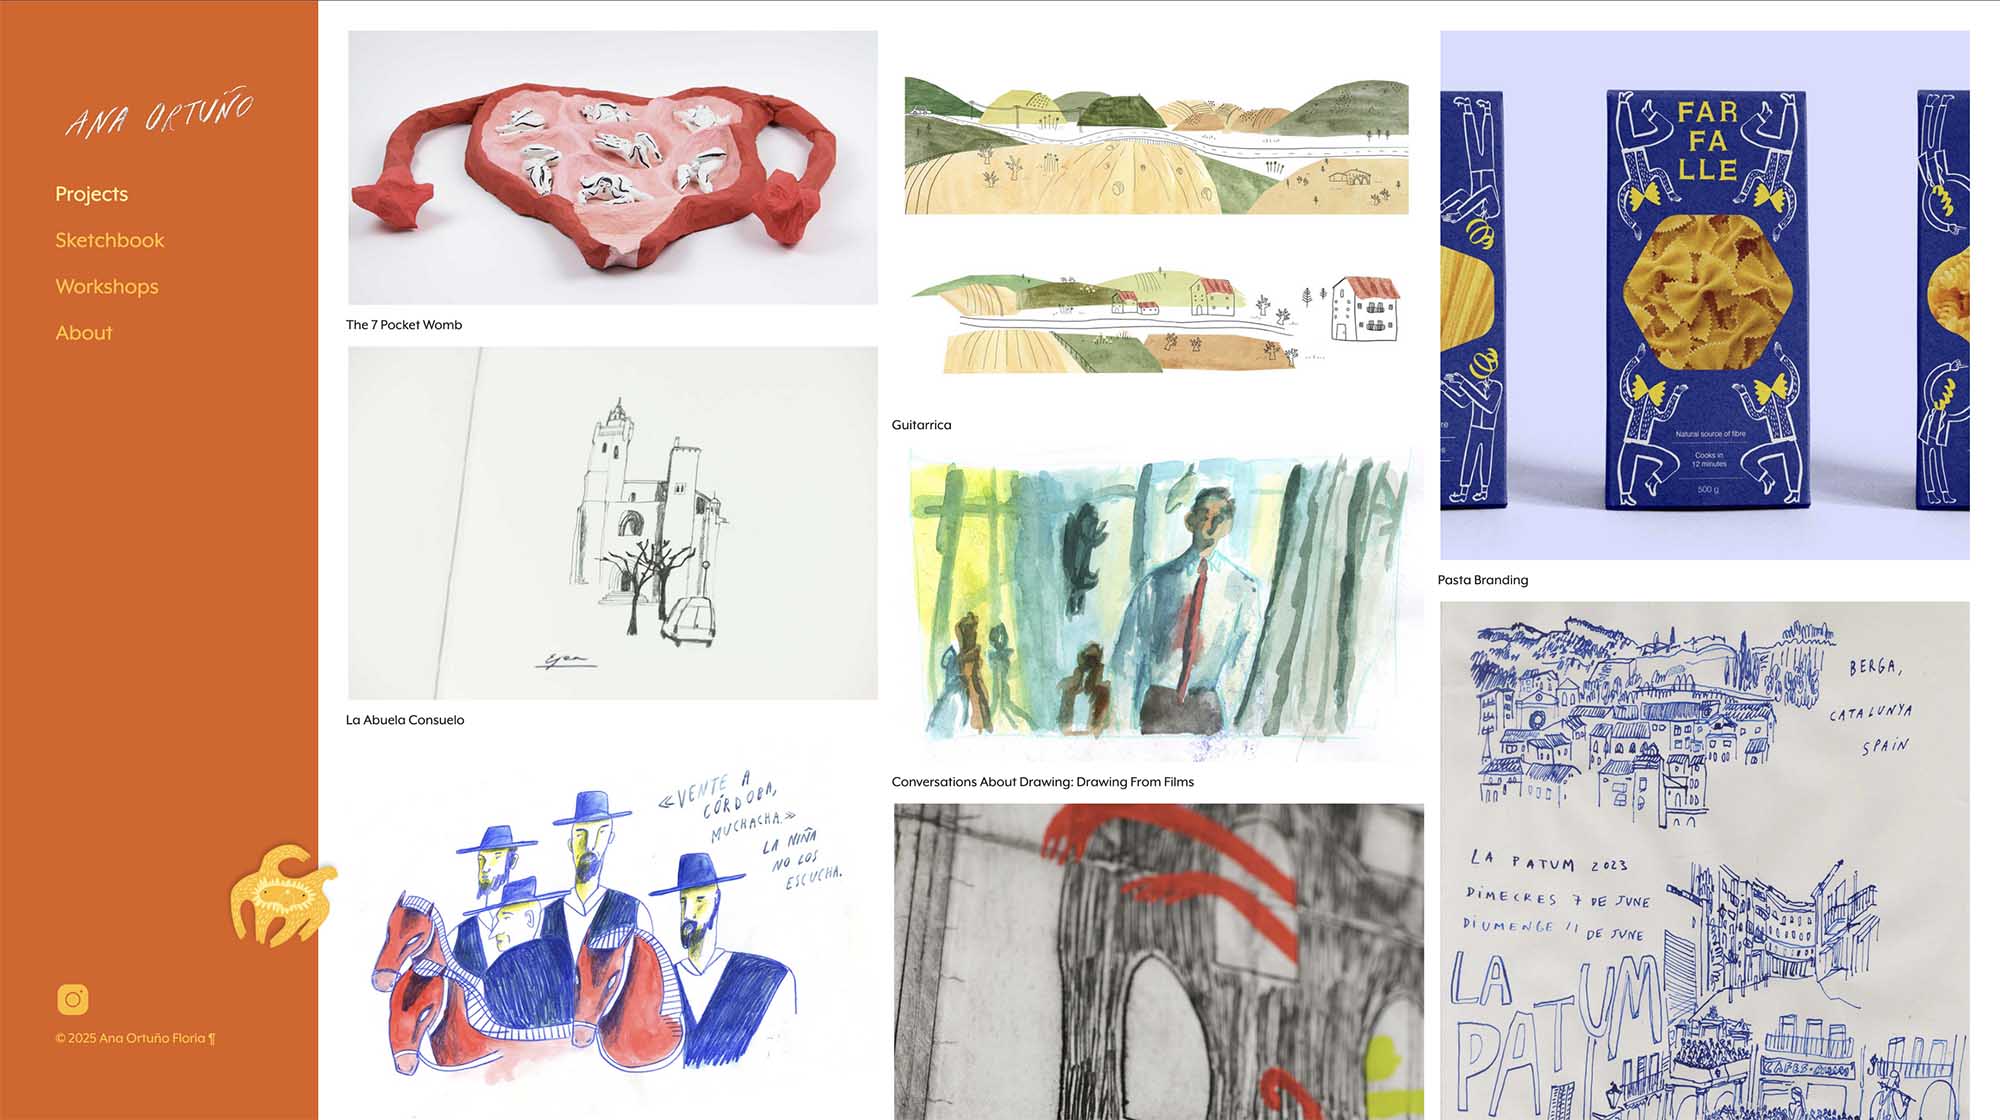 ANA ORTUÑO
Projects
Sketchbook
Workshops
About
© 2025 Ana Ortuño Floria ¶
The 7 Pocket Womb
Ejea
La Abuela Consuelo
«VENTE A
CÓRDOBA,
MUCHACHA.»
LA NIÑA
NO LOS
ESCUCHA.
Guitarrica
Conversations About Drawing: Drawing From Films
FAR
FA
LLE
Natural source of fibre
Cooks in
12 minutes
500 g
Pasta Branding
BERGA,
CATALUNYA
SPAIN
LA PATUM 2023
DIMECRES 7 DE JUNE
DIUMENGE 11 DE JUNE
LA
PATUM
PA